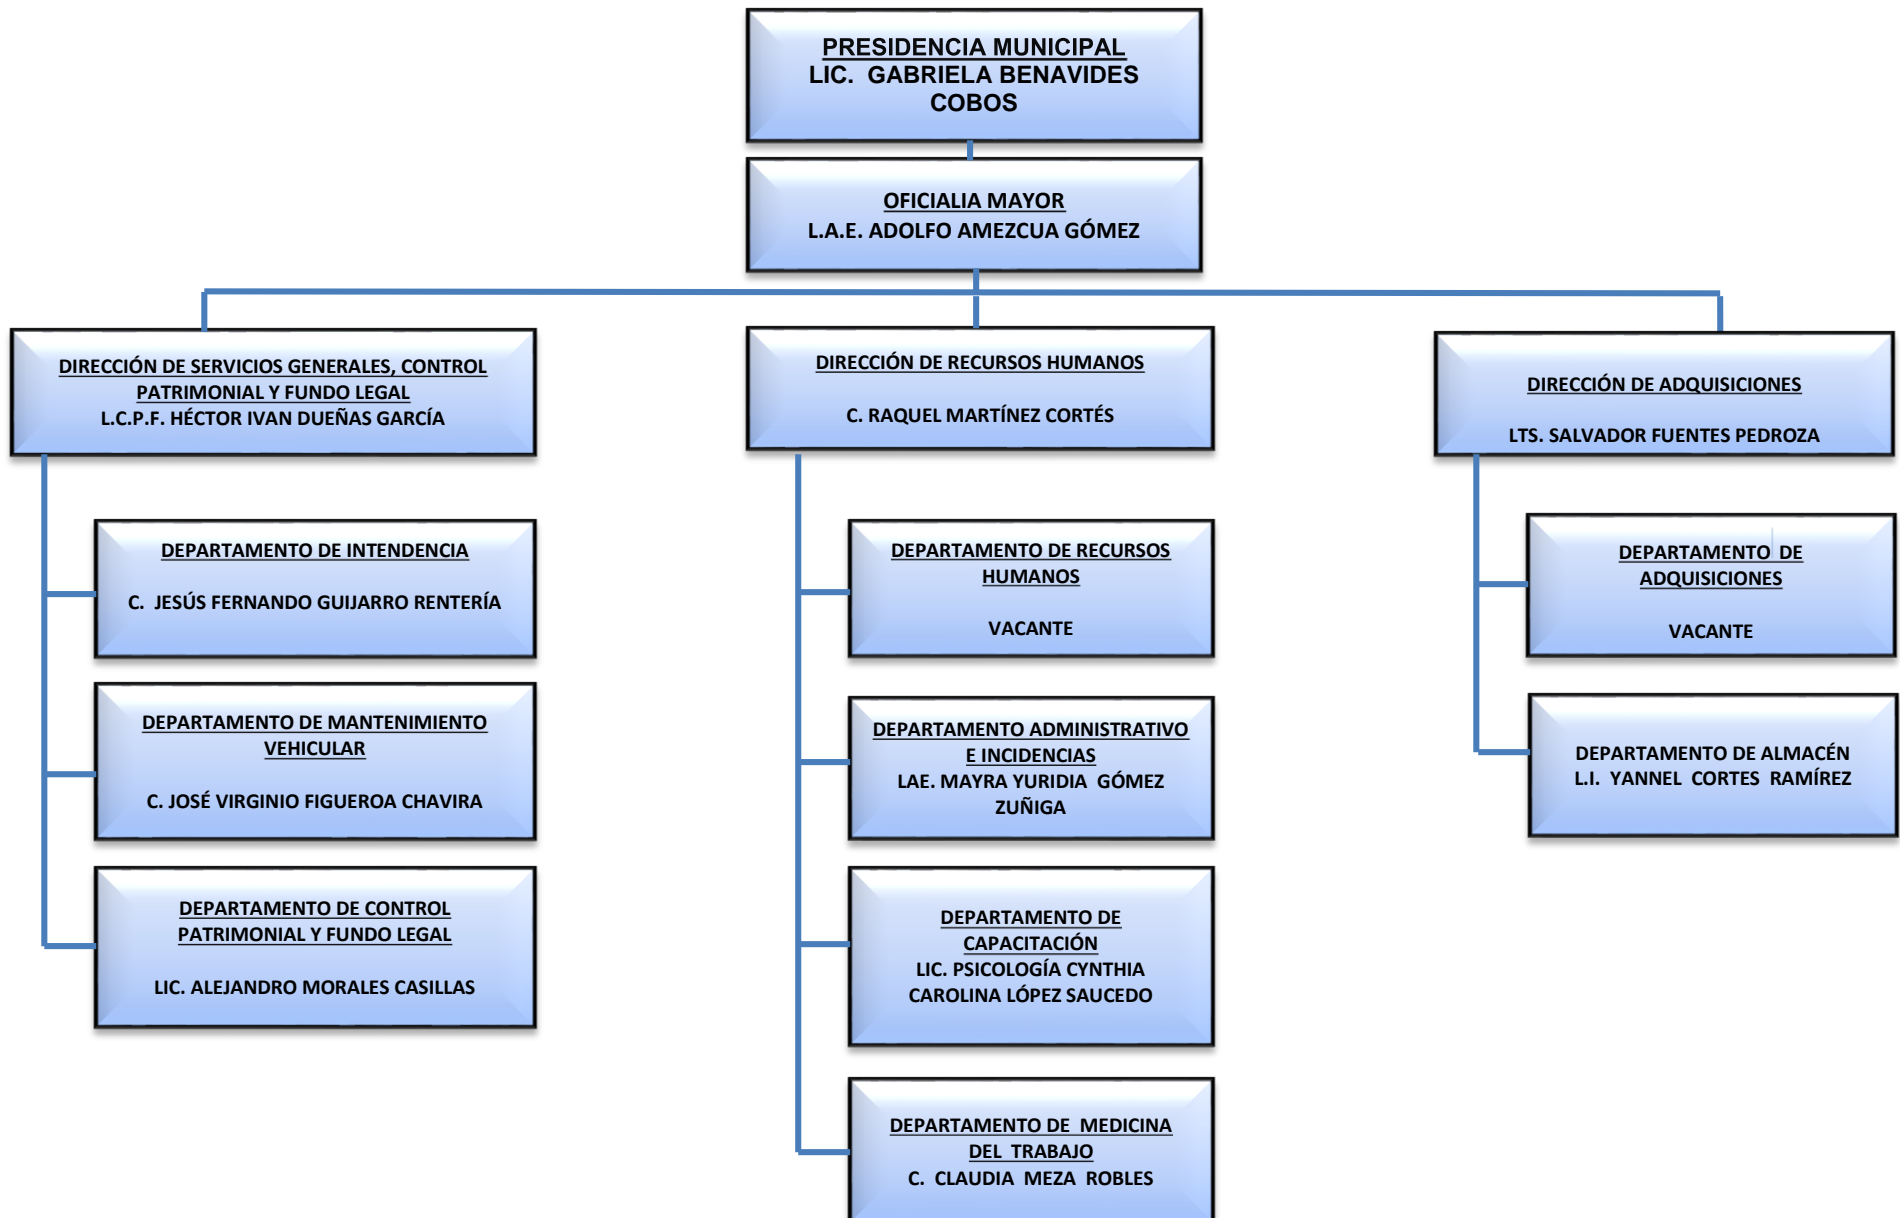 PRESIDENCIA MUNICIPAL
LIC. GABRIELA BENAVIDES
COBOS
OFICIALIA MAYOR
L.A.E. ADOLFO AMEZCUA GÓMEZ
DIRECCIÓN DE SERVICIOS GENERALES, CONTROL
PATRIMONIAL Y FUNDO LEGAL
L.C.P.F. HÉCTOR IVAN DUEÑAS GARCÍA
DEPARTAMENTO DE INTENDENCIA
C. JESÚS FERNANDO GUIJARRO RENTERÍA
DEPARTAMENTO DE MANTENIMIENTO
VEHICULAR
C. JOSÉ VIRGINIO FIGUEROA CHAVIRA
DEPARTAMENTO DE CONTROL
PATRIMONIAL Y FUNDO LEGAL
LIC. ALEJANDRO MORALES CASILLAS
DIRECCIÓN DE RECURSOS HUMANOS
C. RAQUEL MARTÍNEZ CORTÉS
DEPARTAMENTO DE RECURSOS
HUMANOS
VACANTE
DEPARTAMENTO ADMINISTRATIVO
E INCIDENCIAS
LAE. MAYRA YURIDIA GÓMEZ
ZUÑIGA
DEPARTAMENTO DE
CAPACITACIÓN
LIC. PSICOLOGÍA CYNTHIA
CAROLINA LÓPEZ SAUCEDO
DEPARTAMENTO DE MEDICINA
DEL TRABAJO
C. CLAUDIA MEZA ROBLES
DIRECCIÓN DE ADQUISICIONES
LTS. SALVADOR FUENTES PEDROZA
DEPARTAMENTO DE
ADQUISICIONES
VACANTE
DEPARTAMENTO DE ALMACÉN
L.I. YANNEL CORTES RAMÍREZ